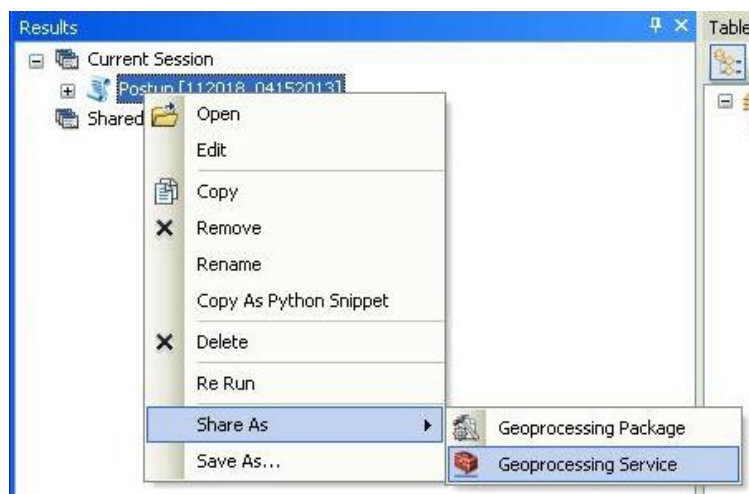 Results
Table
Current Session
Postup [112018_04152013]
Shared
Open
Edit
Copy
Remove
Rename
Copy As Python Snippet
Delete
Re Run
Share As
Geoprocessing Package
Save As...
Geoprocessing Service